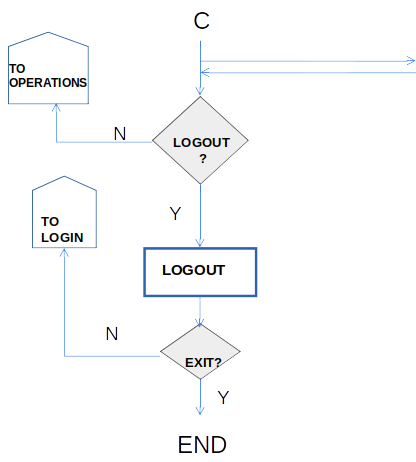 C
TO
OPERATIONS
N
LOGOUT
?
Y
TO
LOGIN
LOGOUT
N
EXIT?
Y
END